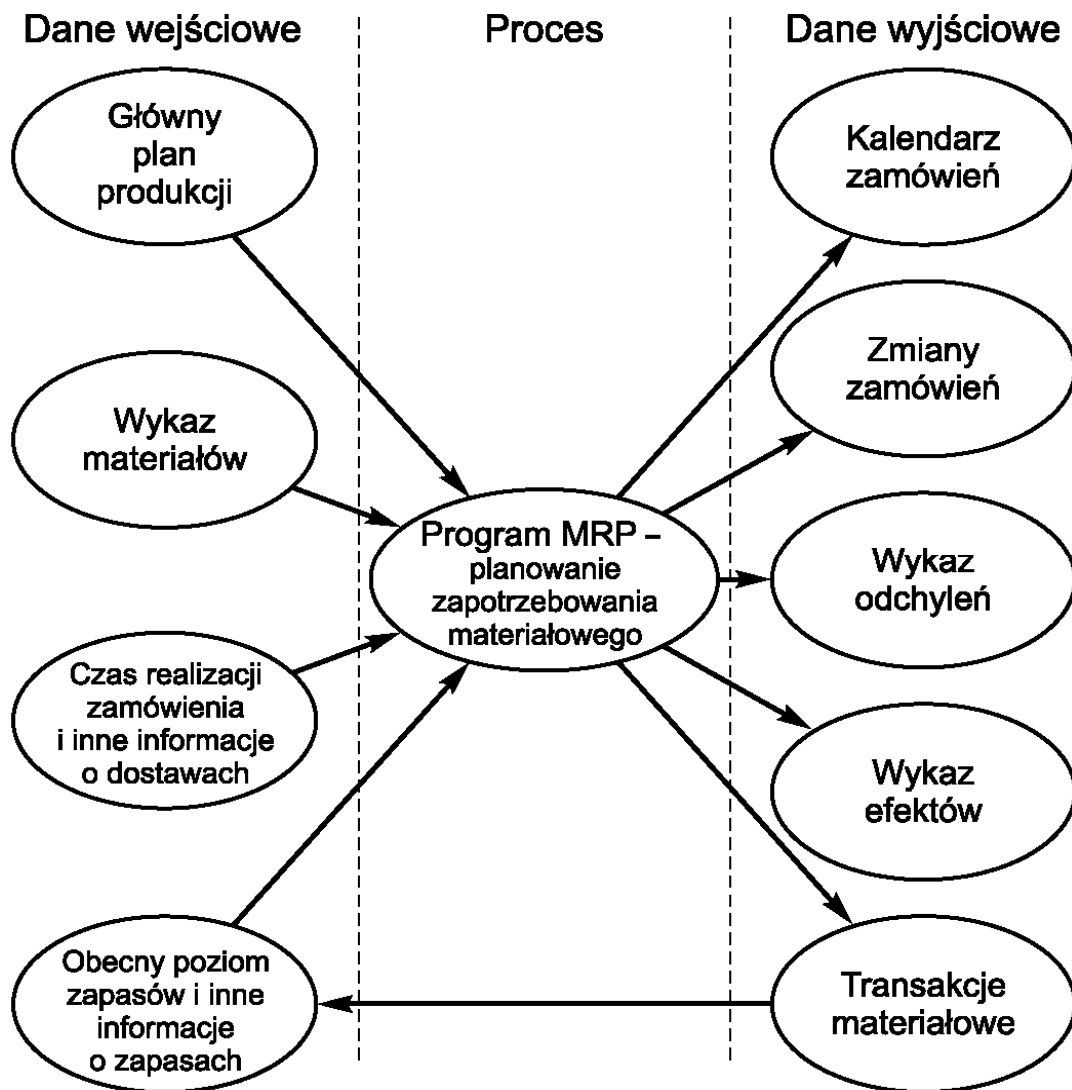 Dane wejściowe
Proces
Dane wyjściowe
Główny
plan
produkcji
Wykaz
materiałów
Czas realizacji
zamówienia
i inne informacje
o dostawach
Obecny poziom
zapasów i inne
informacje
o zapasach
Program MRP –
planowanie
zapotrzebowania
materiałowego
Kalendarz
zamówień
Zmiany
zamówień
Wykaz
odchyleń
Wykaz
efektów
Transakcje
materiałowe